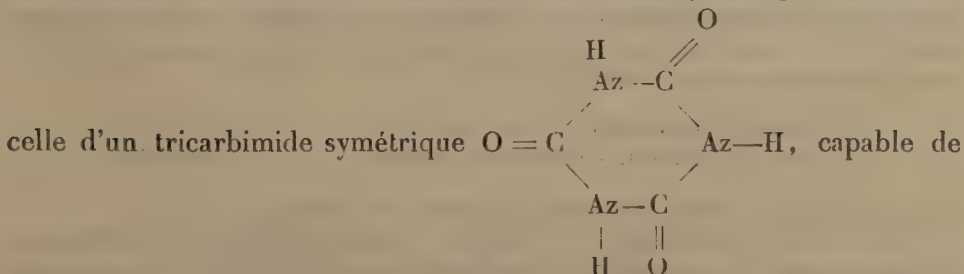 O
H
Az--C
celle d'un tricarbimide symétrique O=C Az—H, capable de
Az—C
H O